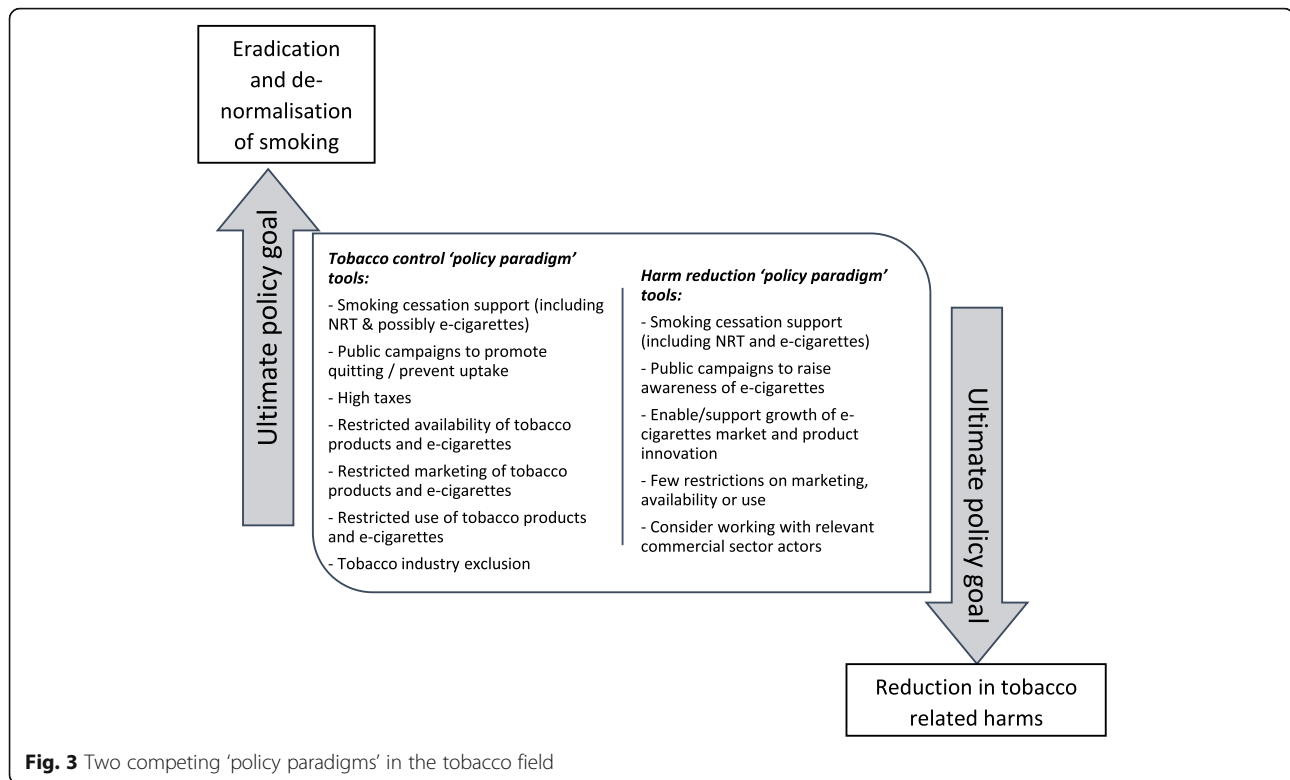 Eradication
and de-
normalisation
of smoking
Ultimate policy goal
Tobacco control ‘policy paradigm’
tools:
- Smoking cessation support (including
NRT & possibly e-cigarettes)
- Public campaigns to promote
quitting / prevent uptake
- High taxes
- Restricted availability of tobacco
products and e-cigarettes
- Restricted marketing of tobacco
products and e-cigarettes
- Restricted use of tobacco products
and e-cigarettes
- Tobacco industry exclusion
Harm reduction ‘policy paradigm’
tools:
- Smoking cessation support
(including NRT and e-cigarettes)
- Public campaigns to raise
awareness of e-cigarettes
- Enable/support growth of e-
cigarettes market and product
innovation
- Few restrictions on marketing,
availability or use
- Consider working with relevant
commercial sector actors
Ultimate policy goal
Reduction in tobacco
related harms
Fig. 3 Two competing ‘policy paradigms’ in the tobacco field